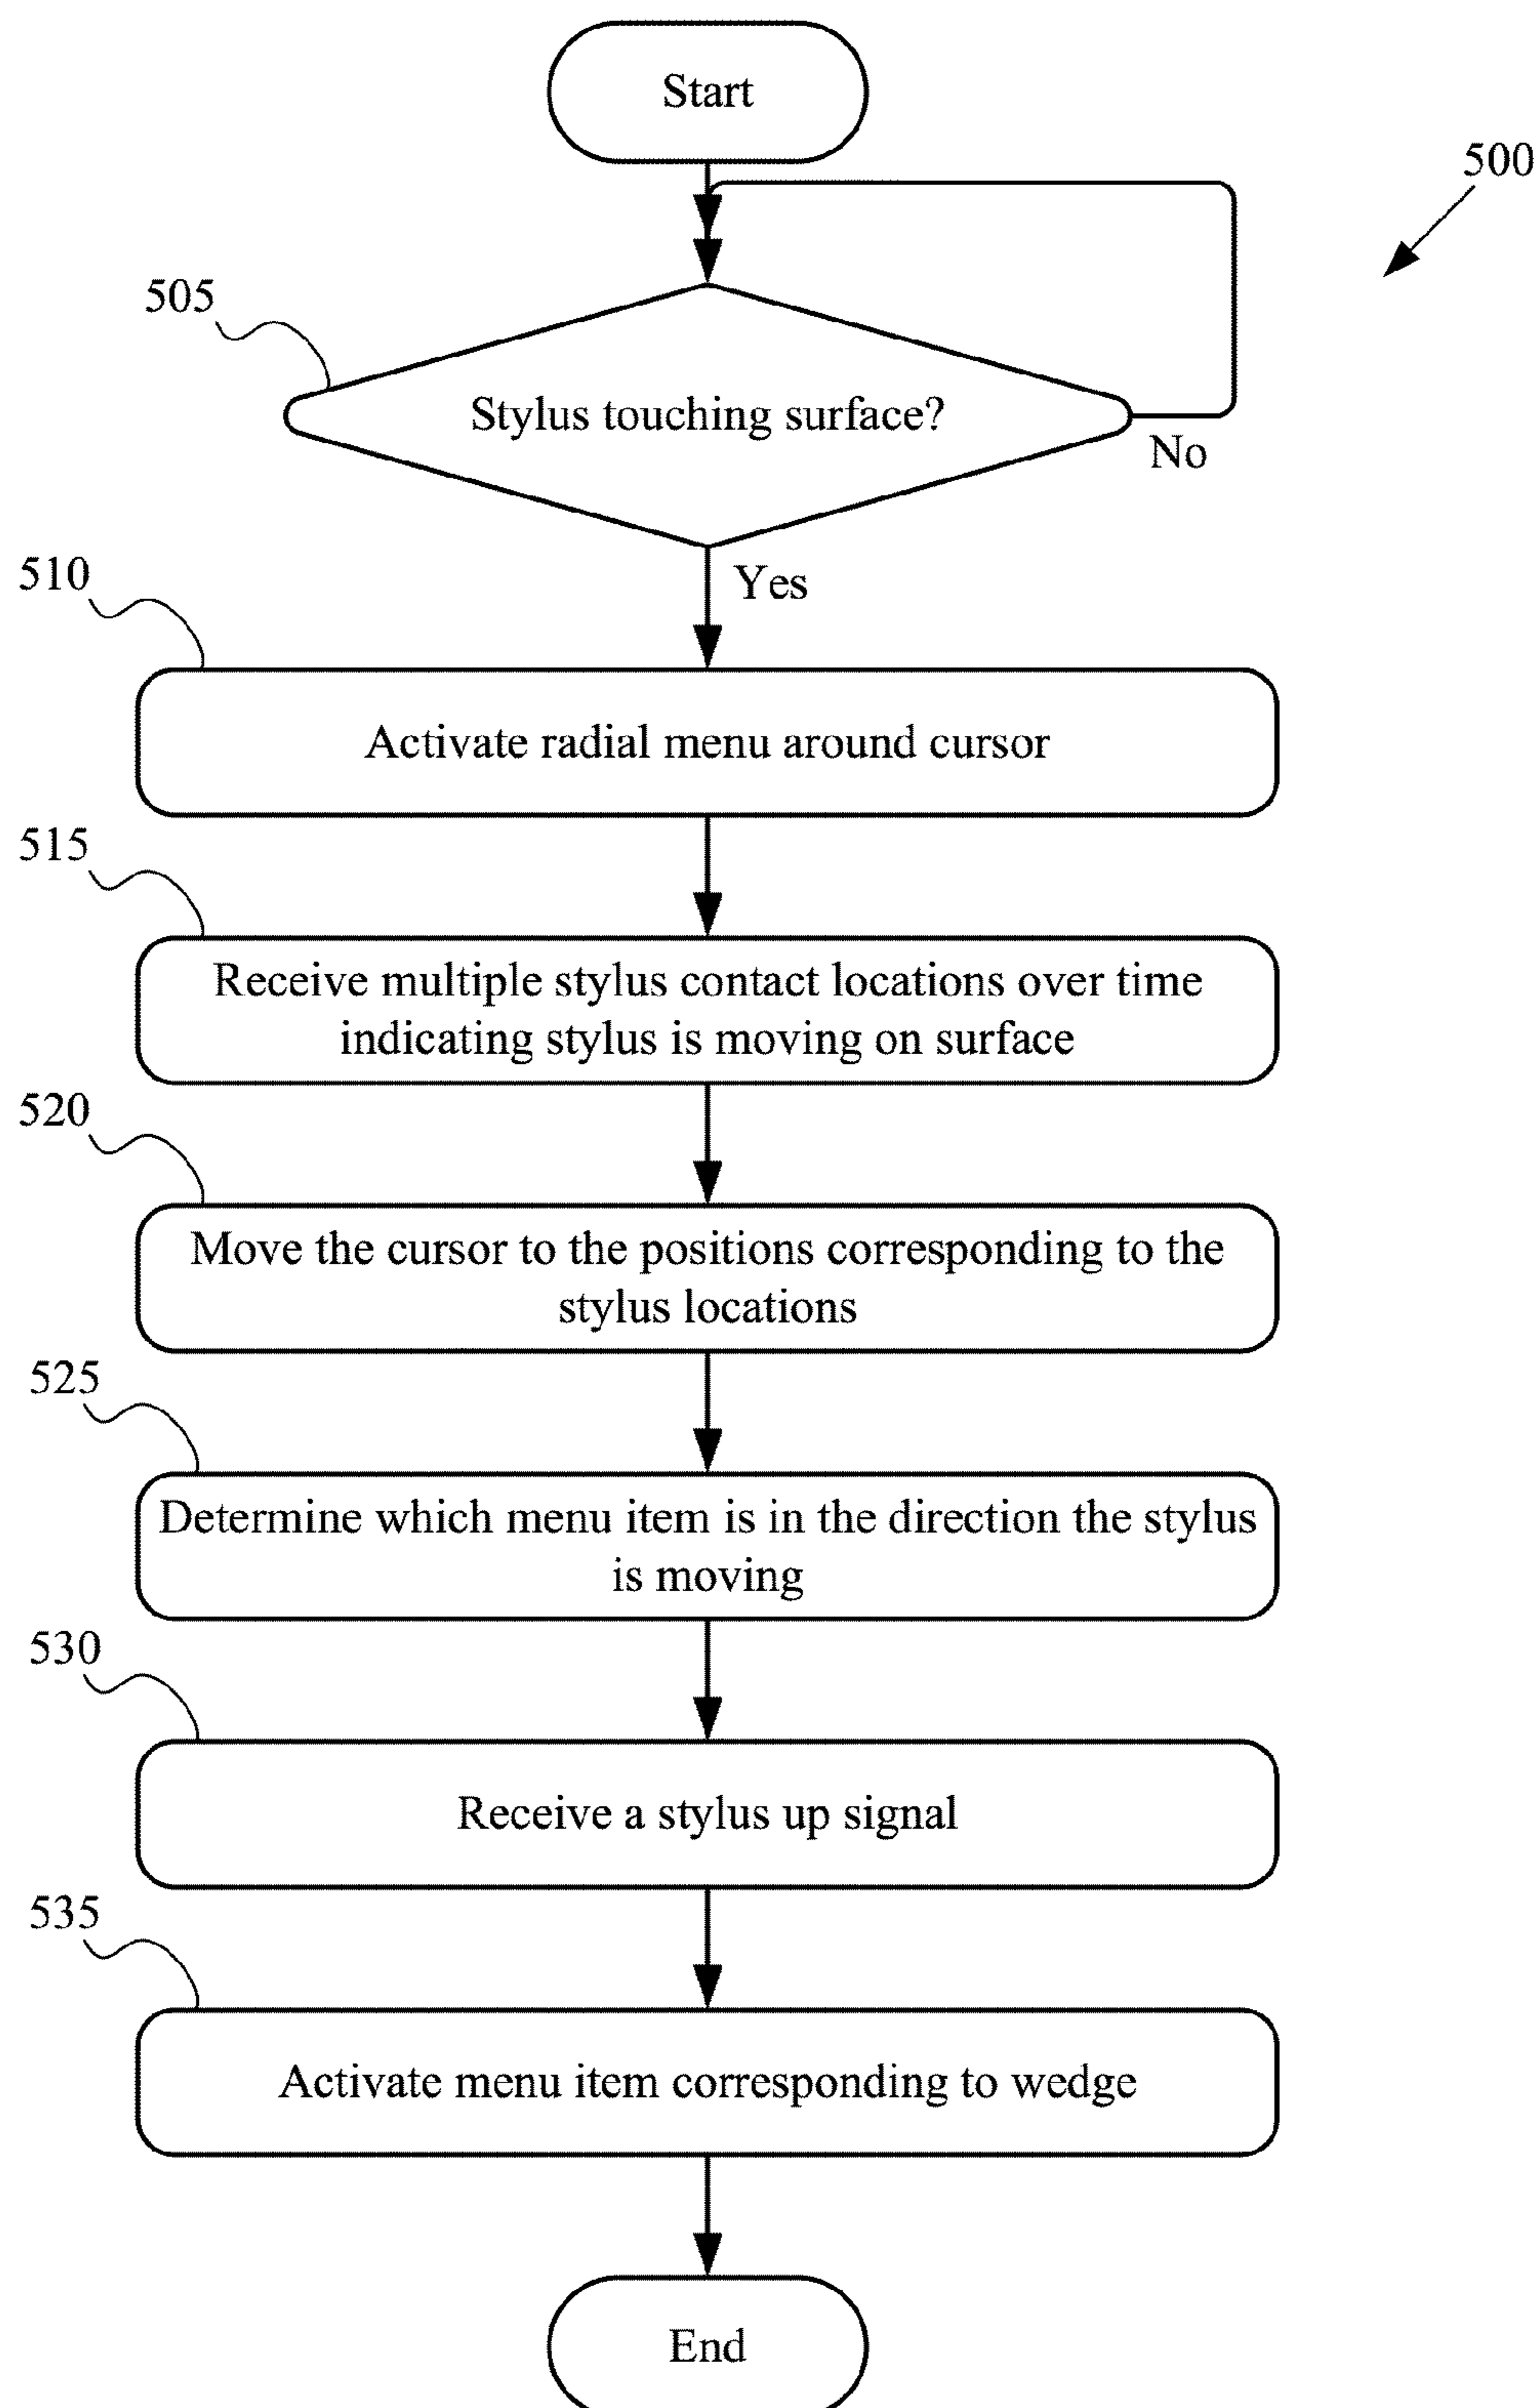 Start
500
505
Stylus touching surface?
No
Yes
510
Activate radial menu around cursor
515
Receive multiple stylus contact locations over time
indicating stylus is moving on surface
520
Move the cursor to the positions corresponding to the
stylus locations
525
Determine which menu item is in the direction the stylus
is moving
530
Receive a stylus up signal
535
Activate menu item corresponding to wedge
End